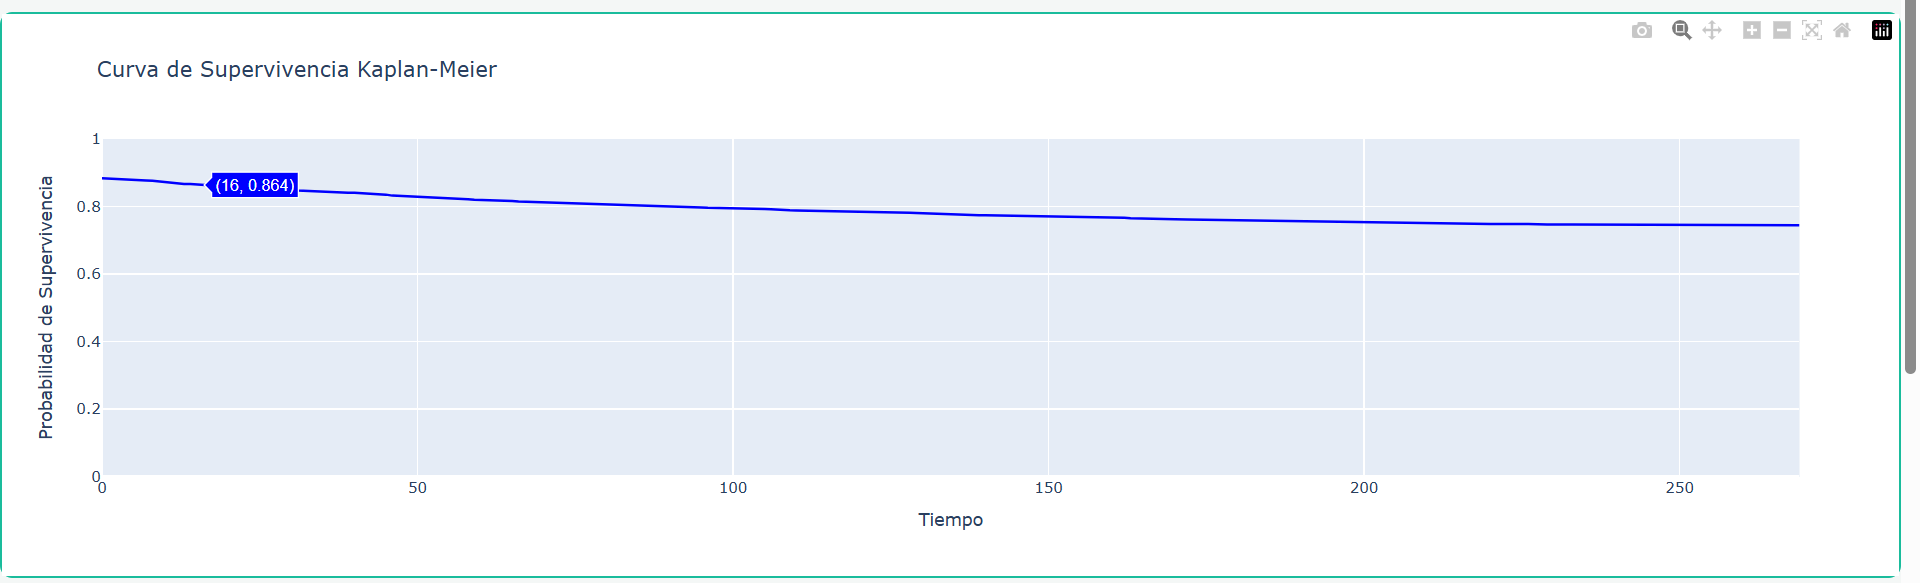 Curva de Supervivencia Kaplan-Meier
1
(16, 0.864)
0.8
0.6
0.4
0.2
0
Probabilidad de Supervivencia
0 50 100 150 200 250
Tiempo